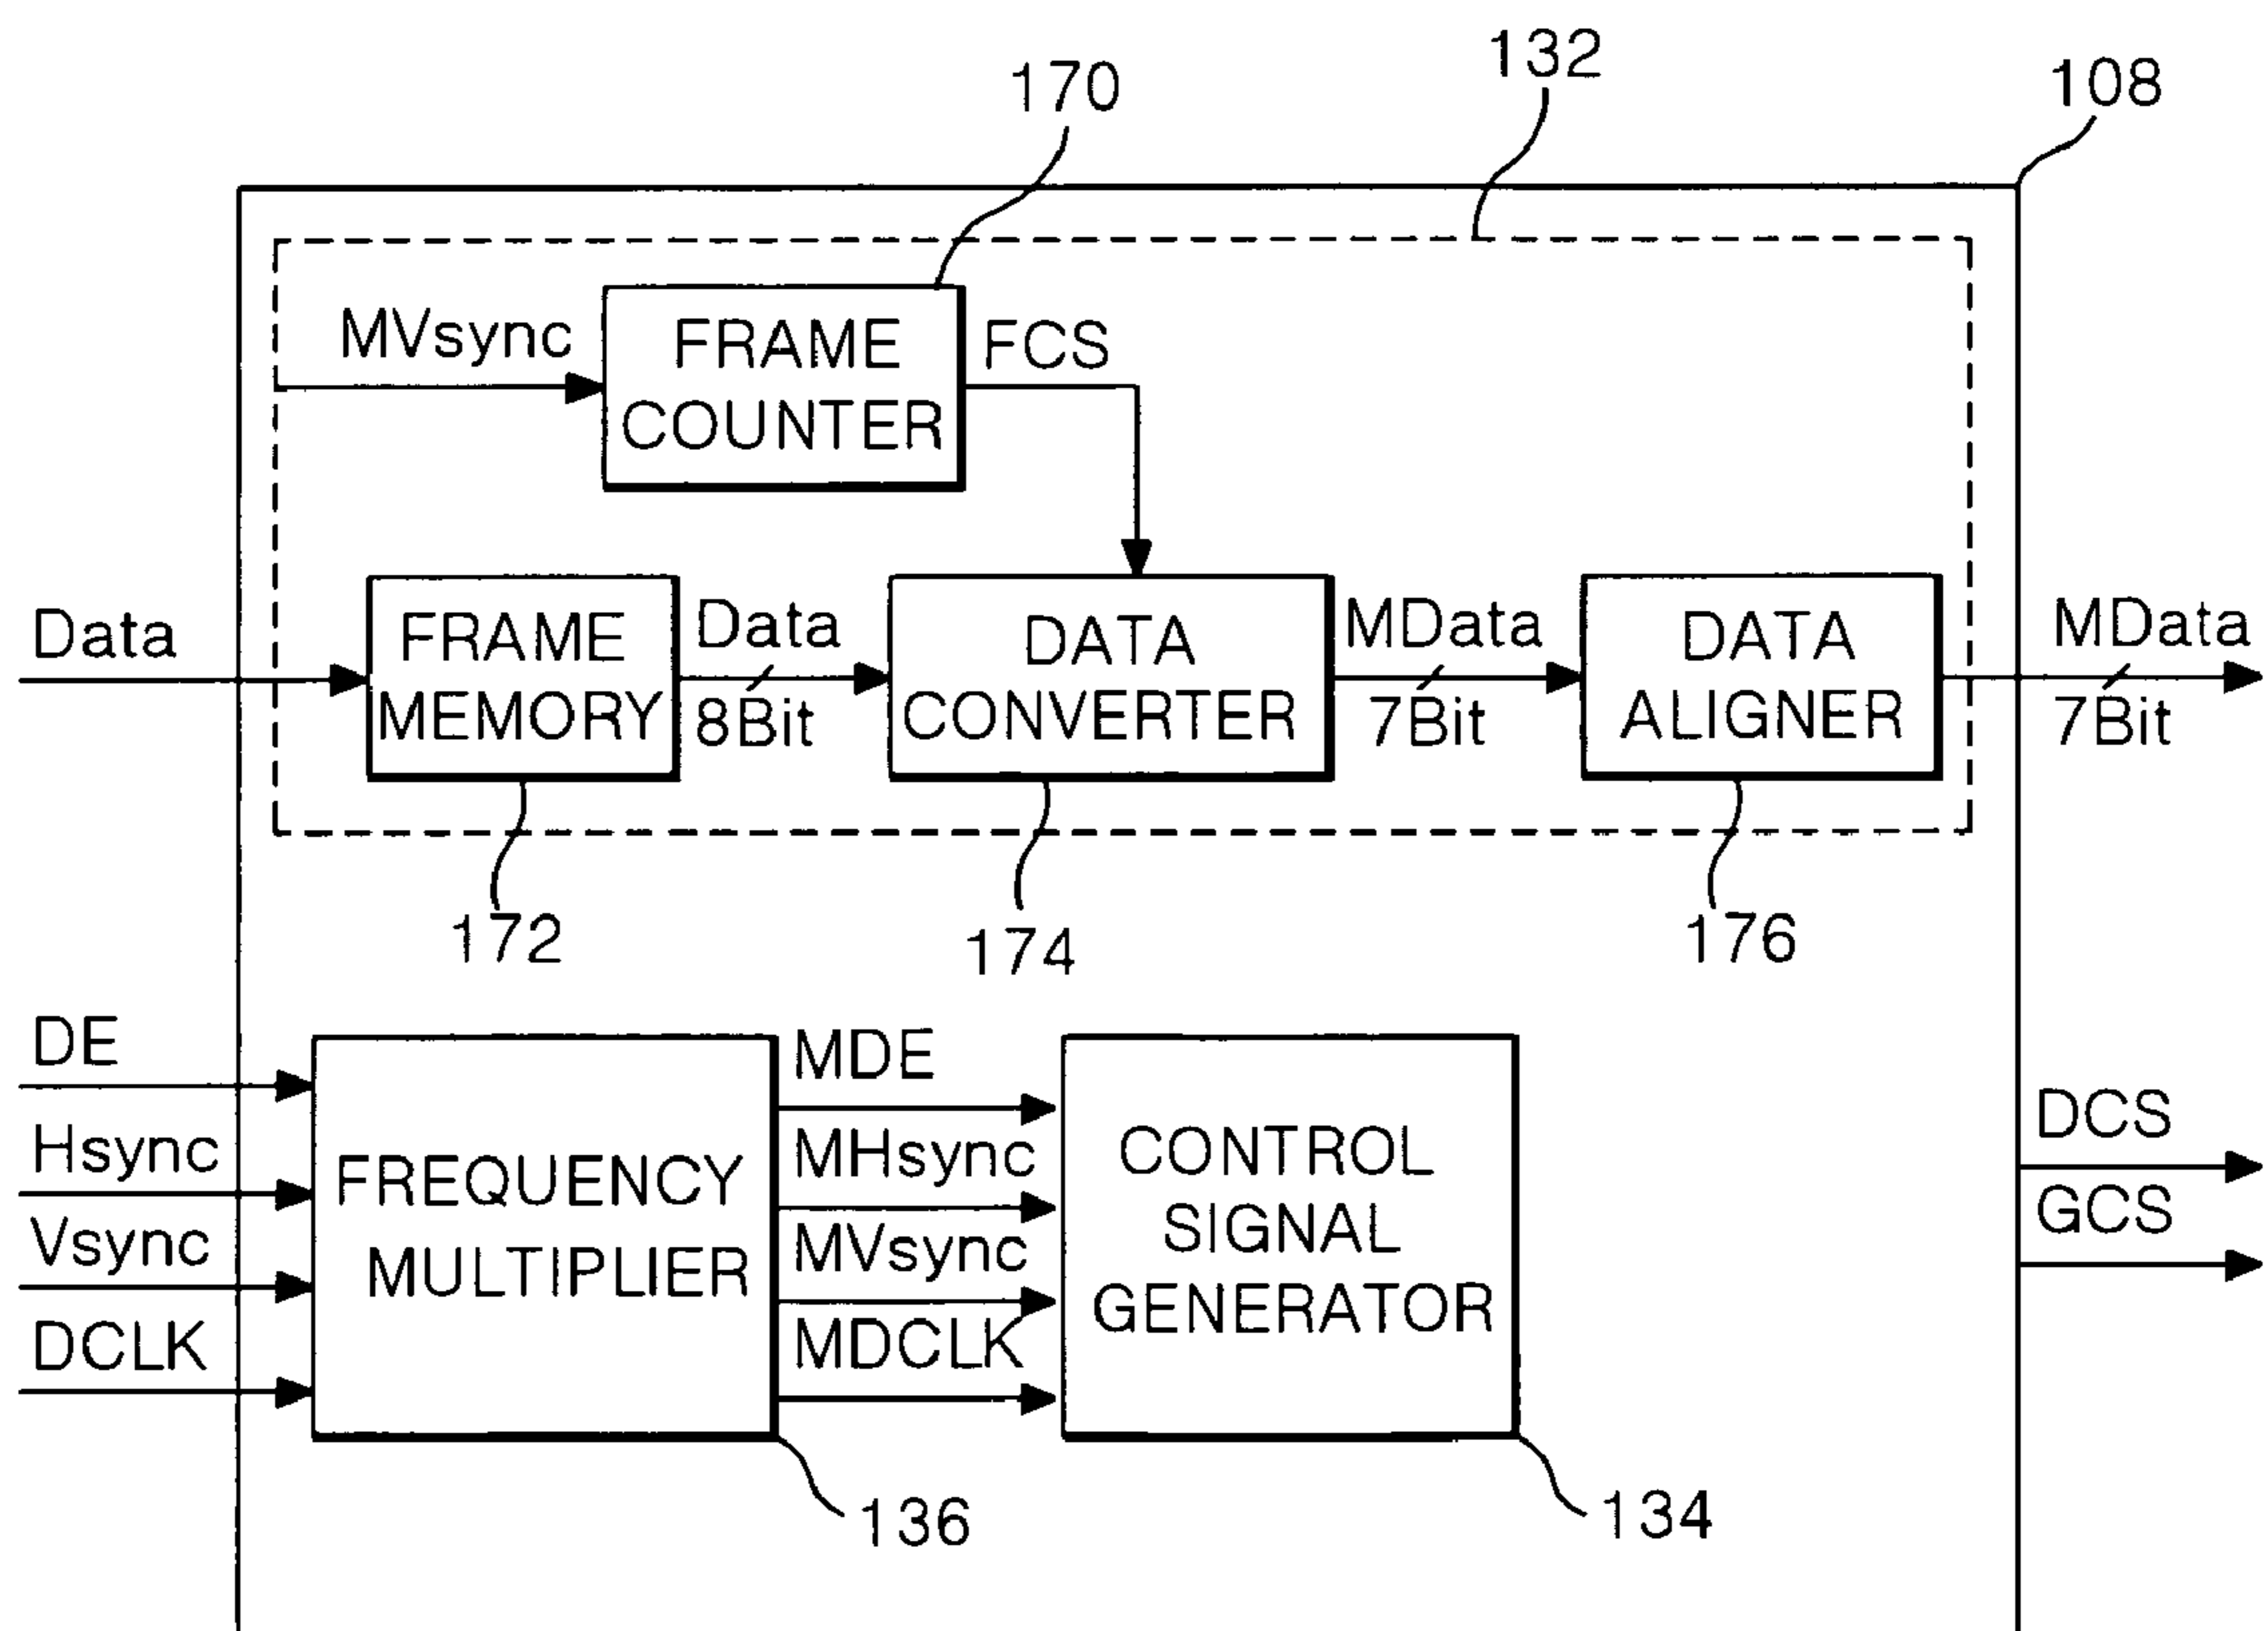 132
170
108
MVsync
FRAME
COUNTER
FCS
Data
FRAME
MEMORY
Data
8Bit
DATA
CONVERTER
MData
7Bit
DATA
ALIGNER
MData
7Bit
172
174
176
DE
Hsync
Vsync
DCLK
FREQUENCY
MULTIPLIER
MDE
MHsync
MVsync
MDCLK
CONTROL
SIGNAL
GENERATOR
DCS
GCS
136
134